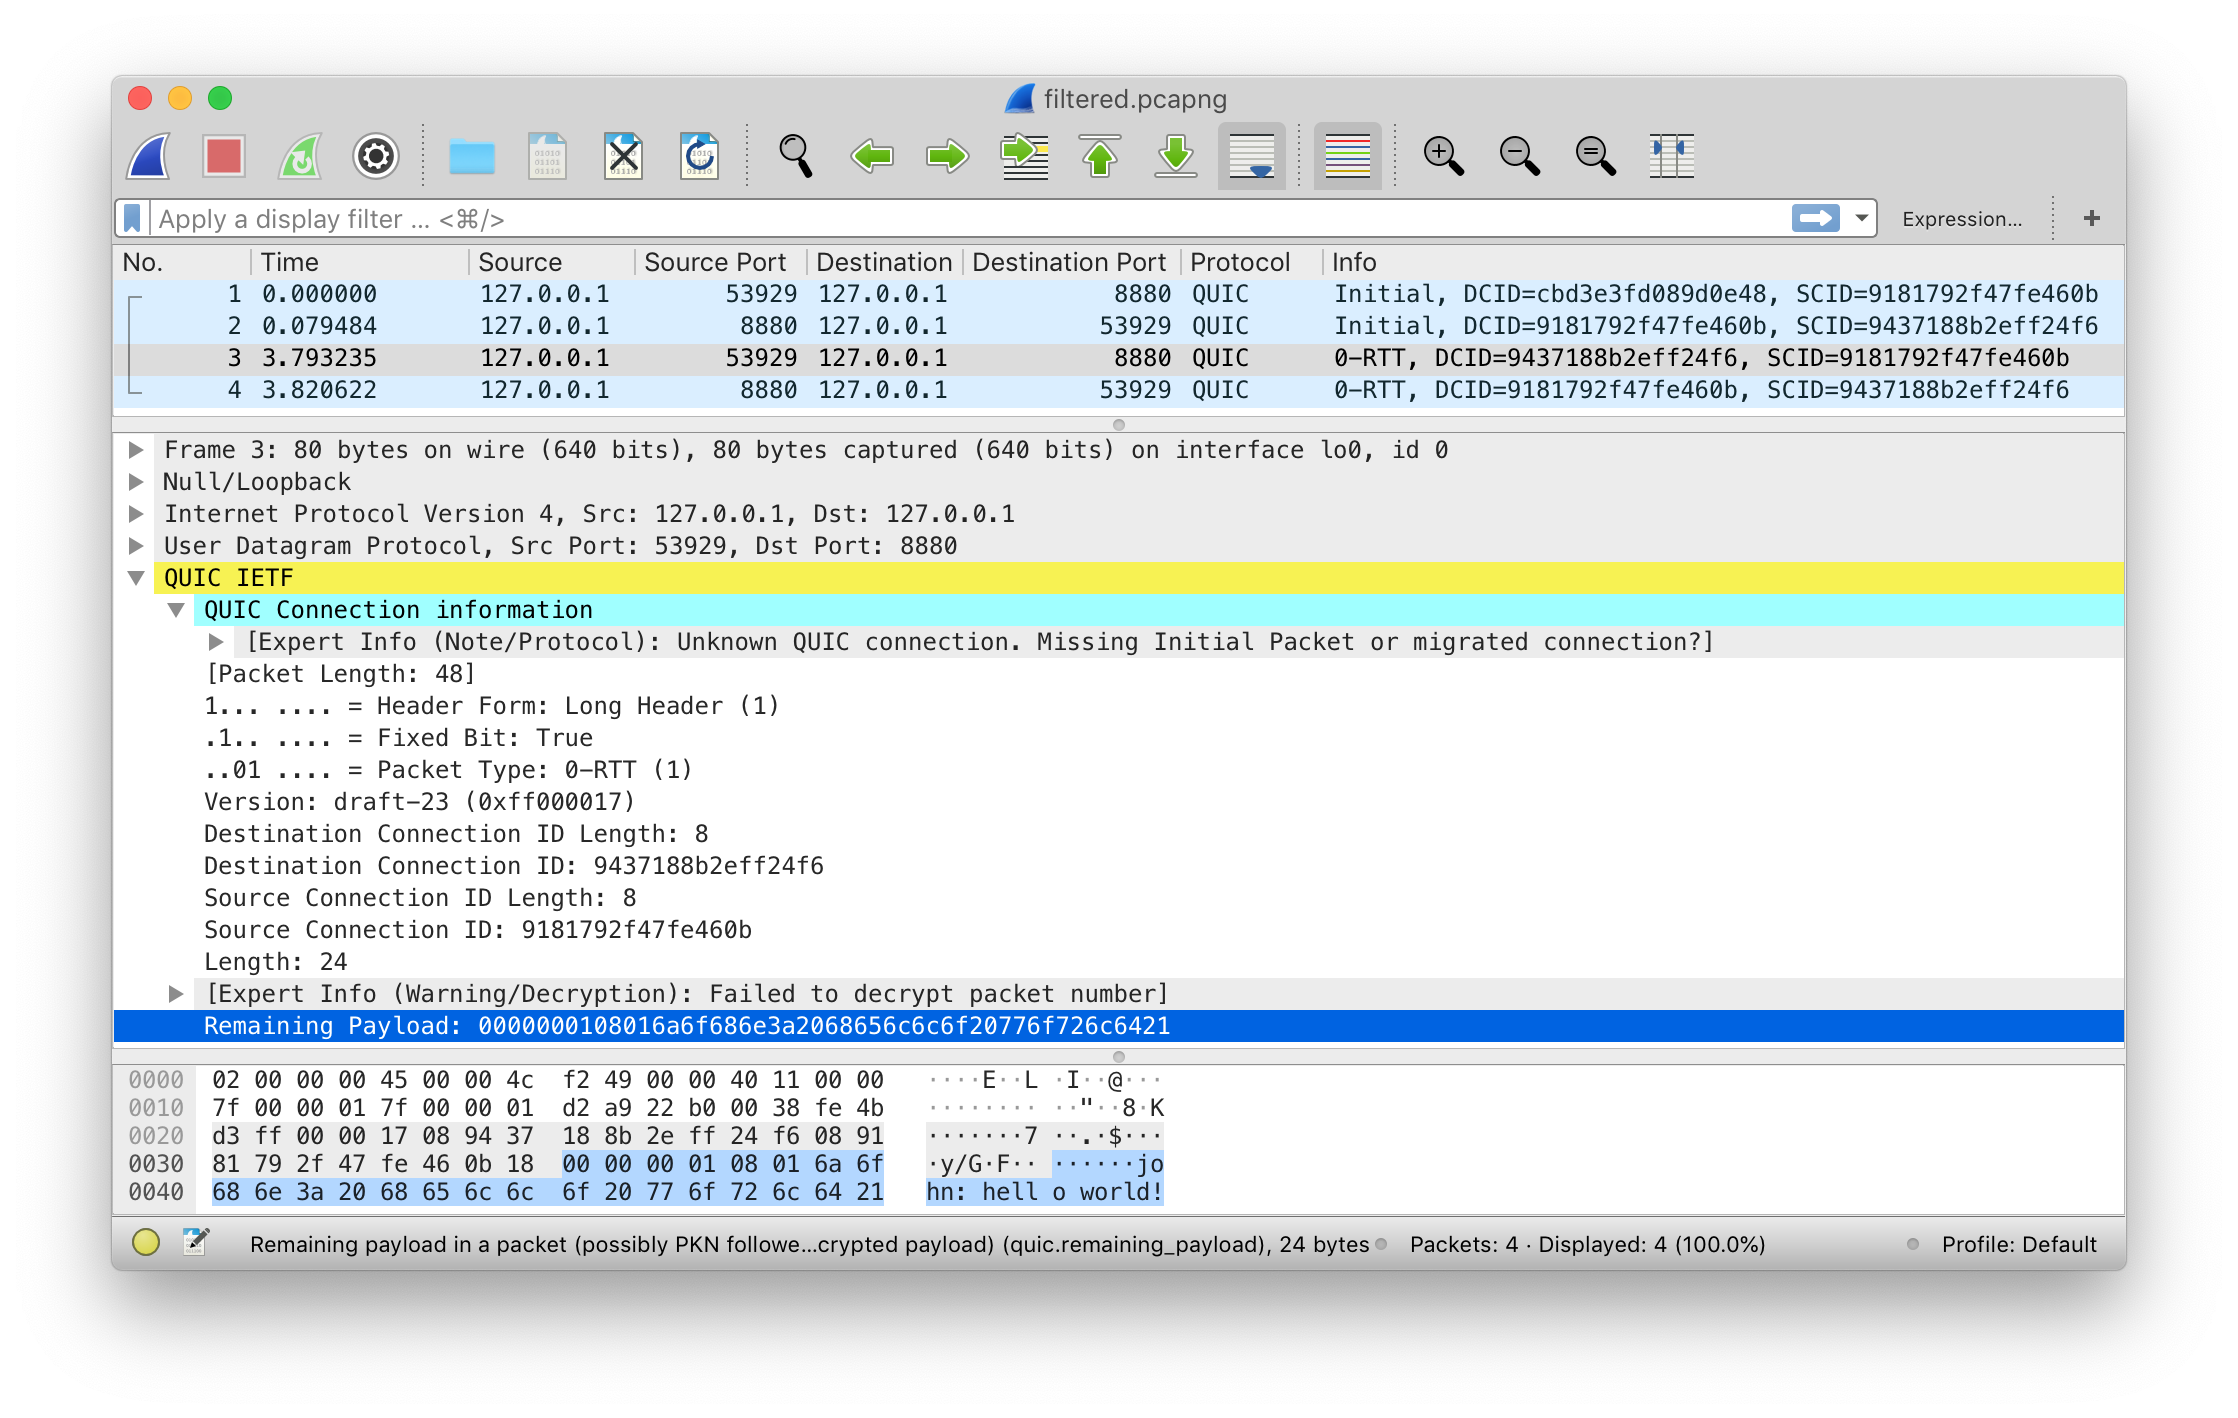 filtered.pcapng
Apply a display filter ... <⌘/>
Expression... +
No. Time Source Source Port Destination Destination Port Protocol Info
1 0.000000 127.0.0.1 53929 127.0.0.1 8880 QUIC Initial, DCID=cbd3e3fd089d0e48, SCID=9181792f47fe460b
2 0.079484 127.0.0.1 8880 127.0.0.1 53929 QUIC Initial, DCID=9181792f47fe460b, SCID=9437188b2eff24f6
3 3.793235 127.0.0.1 53929 127.0.0.1 8880 QUIC 0-RTT, DCID=9437188b2eff24f6, SCID=9181792f47fe460b
4 3.820622 127.0.0.1 8880 127.0.0.1 53929 QUIC 0-RTT, DCID=9181792f47fe460b, SCID=9437188b2eff24f6
Frame 3: 80 bytes on wire (640 bits), 80 bytes captured (640 bits) on interface lo0, id 0
Null/Loopback
Internet Protocol Version 4, Src: 127.0.0.1, Dst: 127.0.0.1
User Datagram Protocol, Src Port: 53929, Dst Port: 8880
QUIC IETF
QUIC Connection information
[Expert Info (Note/Protocol): Unknown QUIC connection. Missing Initial Packet or migrated connection?]
[Packet Length: 48]
1... .... = Header Form: Long Header (1)
.1.. .... = Fixed Bit: True
..01 .... = Packet Type: 0-RTT (1)
Version: draft-23 (0xff000017)
Destination Connection ID Length: 8
Destination Connection ID: 9437188b2eff24f6
Source Connection ID Length: 8
Source Connection ID: 9181792f47fe460b
Length: 24
[Expert Info (Warning/Decryption): Failed to decrypt packet number]
Remaining Payload: 0000000108016a6f686e3a2068656c6c6f20776f726c6421
0000 02 00 00 00 45 00 00 4c f2 49 00 00 40 11 00 00 ····E··L ·I··@···
0010 7f 00 00 01 7f 00 00 01 d2 a9 22 b0 00 38 fe 4b ········ ··"··8·K
0020 d3 ff 00 00 17 08 94 37 18 8b 2e ff 24 f6 08 91 ·······7 ··.·$···
0030 81 79 2f 47 fe 46 0b 18 00 00 00 01 08 01 6a 6f ·y/G·F·· ······jo
0040 68 6e 3a 20 68 65 6c 6c 6f 20 77 6f 72 6c 64 21 hn: hell o world!
Remaining payload in a packet (possibly PKN followe...crypted payload) (quic.remaining_payload), 24 bytes Packets: 4 · Displayed: 4 (100.0%) Profile: Default